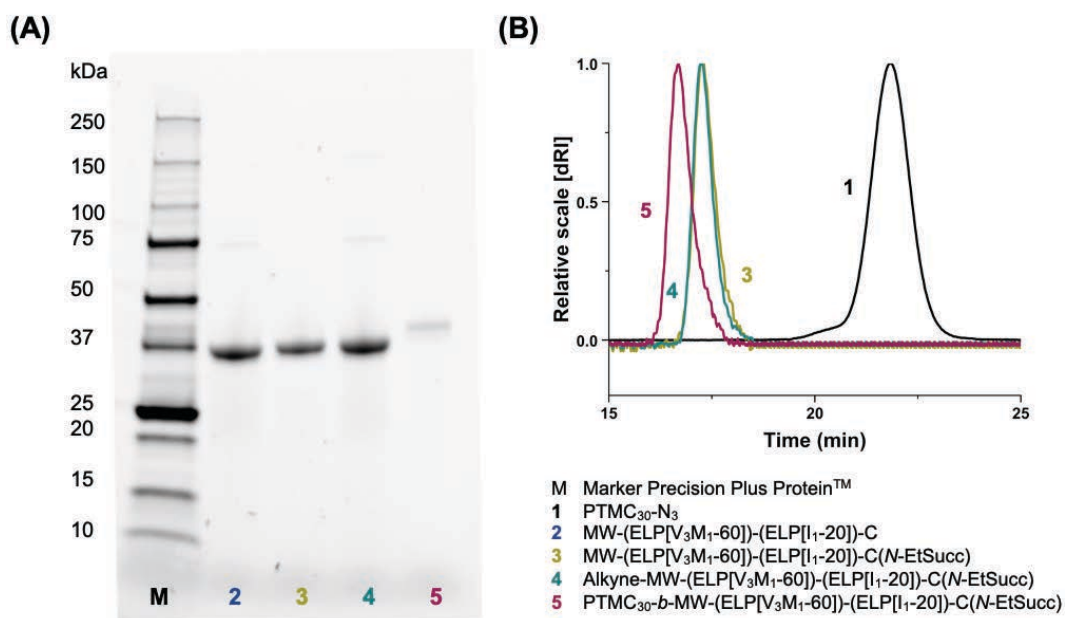 (A)
kDa
250
150
100
75
50
37
25
20
15
10
M 2 3 4 5
(B)
1.0
0.5
0.0
Relative scale [dRI]
1
5
3
4
15 20 25
Time (min)
M Marker Precision Plus Protein™
1 PTMC₃₀-N₃
2 MW-(ELP[V₃M₁-60])-(ELP[I₁-20])-C
3 MW-(ELP[V₃M₁-60])-(ELP[I₁-20])-C(N-EtSucc)
4 Alkyne-MW-(ELP[V₃M₁-60])-(ELP[I₁-20])-C(N-EtSucc)
5 PTMC₃₀-b-MW-(ELP[V₃M₁-60])-(ELP[I₁-20])-C(N-EtSucc)